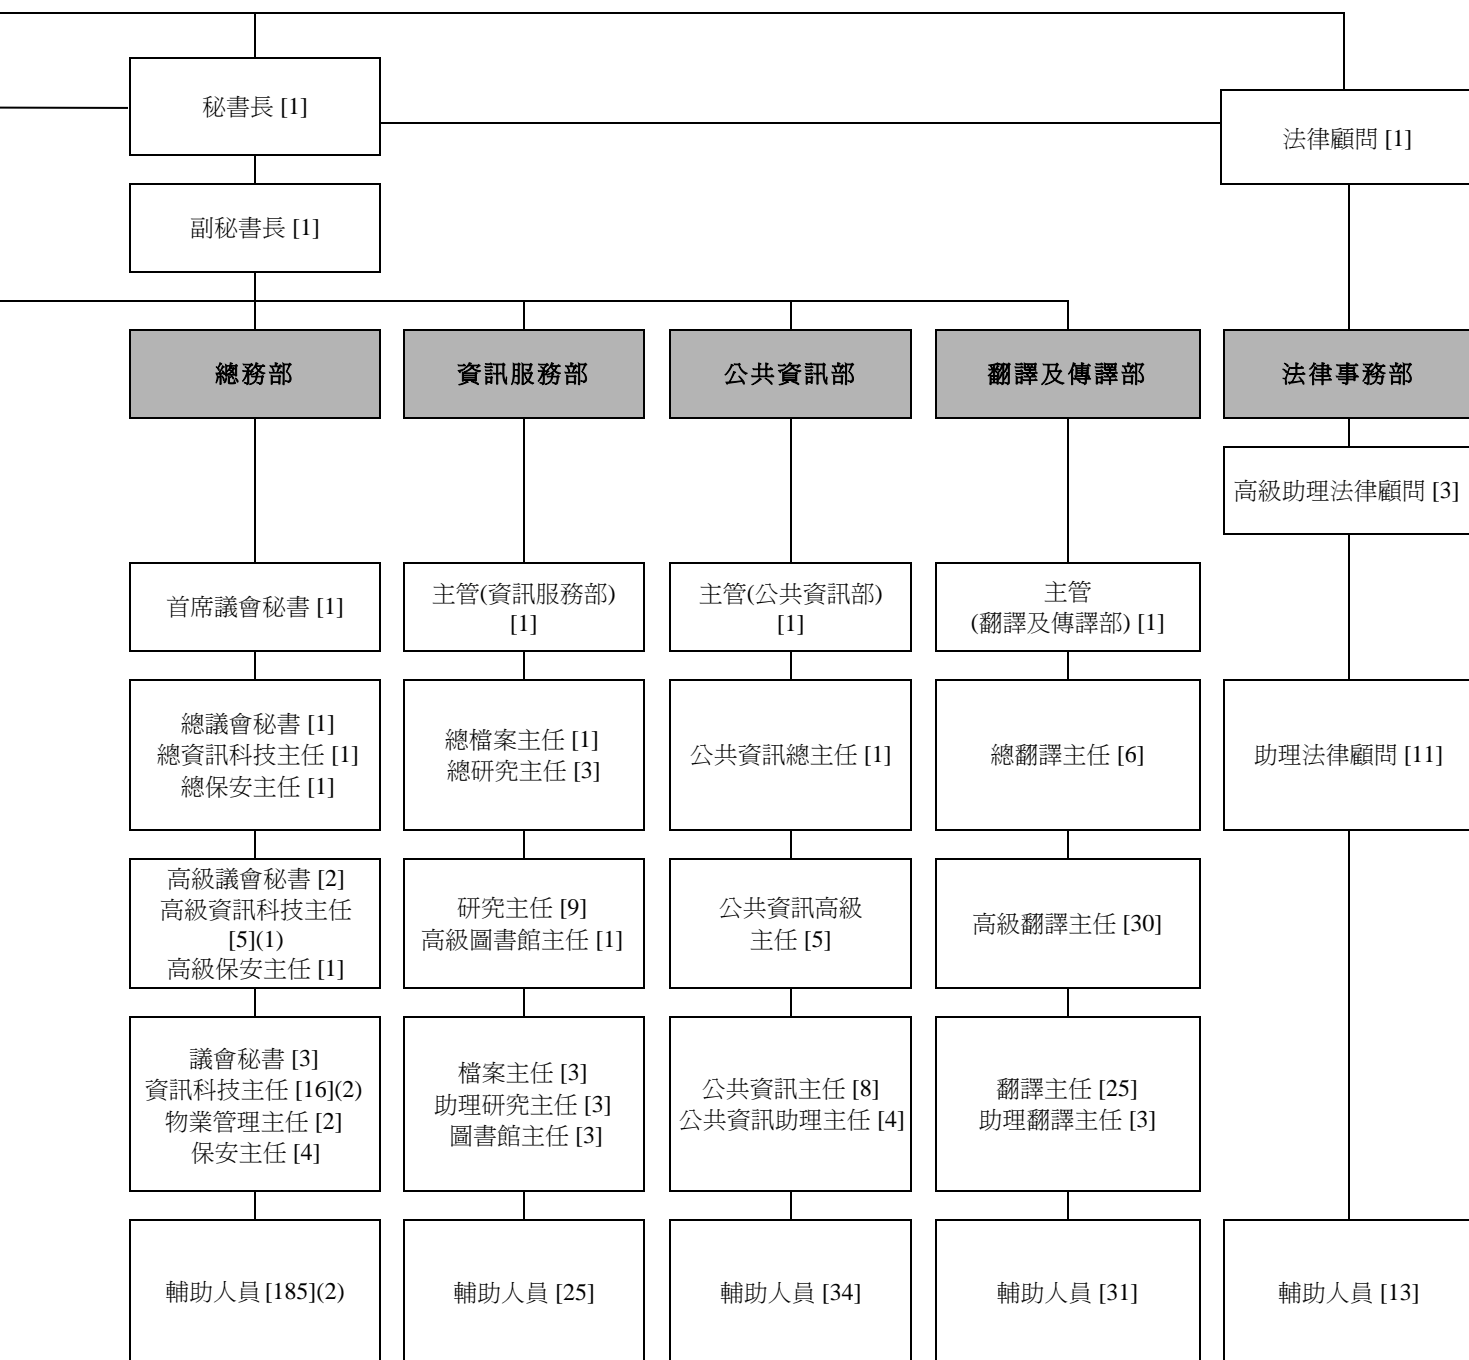 秘書長 [1]
法律顧問 [1]
副秘書長 [1]
總務部
資訊服務部
公共資訊部
翻譯及傳譯部
法律事務部
高級助理法律顧問 [3]
首席議會秘書 [1]
主管(資訊服務部)
[1]
主管(公共資訊部)
[1]
主管
(翻譯及傳譯部) [1]
總議會秘書 [1]
總資訊科技主任 [1]
總保安主任 [1]
總檔案主任 [1]
總研究主任 [3]
公共資訊總主任 [1]
總翻譯主任 [6]
助理法律顧問 [11]
高級議會秘書 [2]
高級資訊科技主任
[5](1)
高級保安主任 [1]
研究主任 [9]
高級圖書館主任 [1]
公共資訊高級
主任 [5]
高級翻譯主任 [30]
議會秘書 [3]
資訊科技主任 [16](2)
物業管理主任 [2]
保安主任 [4]
檔案主任 [3]
助理研究主任 [3]
圖書館主任 [3]
公共資訊主任 [8]
公共資訊助理主任 [4]
翻譯主任 [25]
助理翻譯主任 [3]
輔助人員 [185](2)
輔助人員 [25]
輔助人員 [34]
輔助人員 [31]
輔助人員 [13]